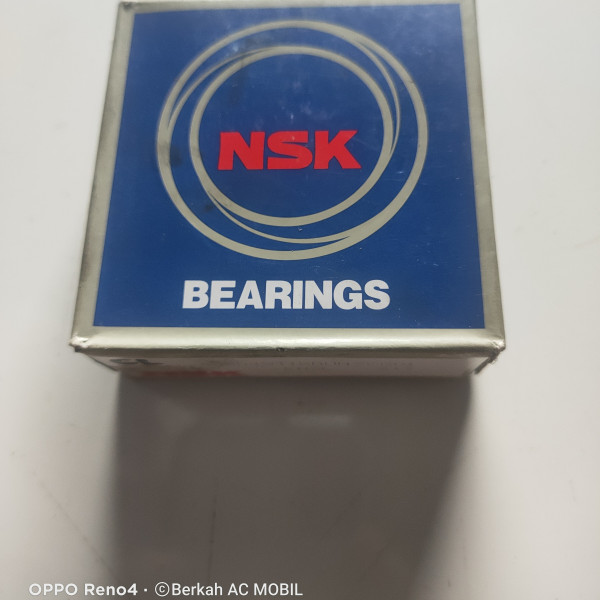 NSK
BEARINGS
OPPO Reno4 · ©Berkah AC MOBIL